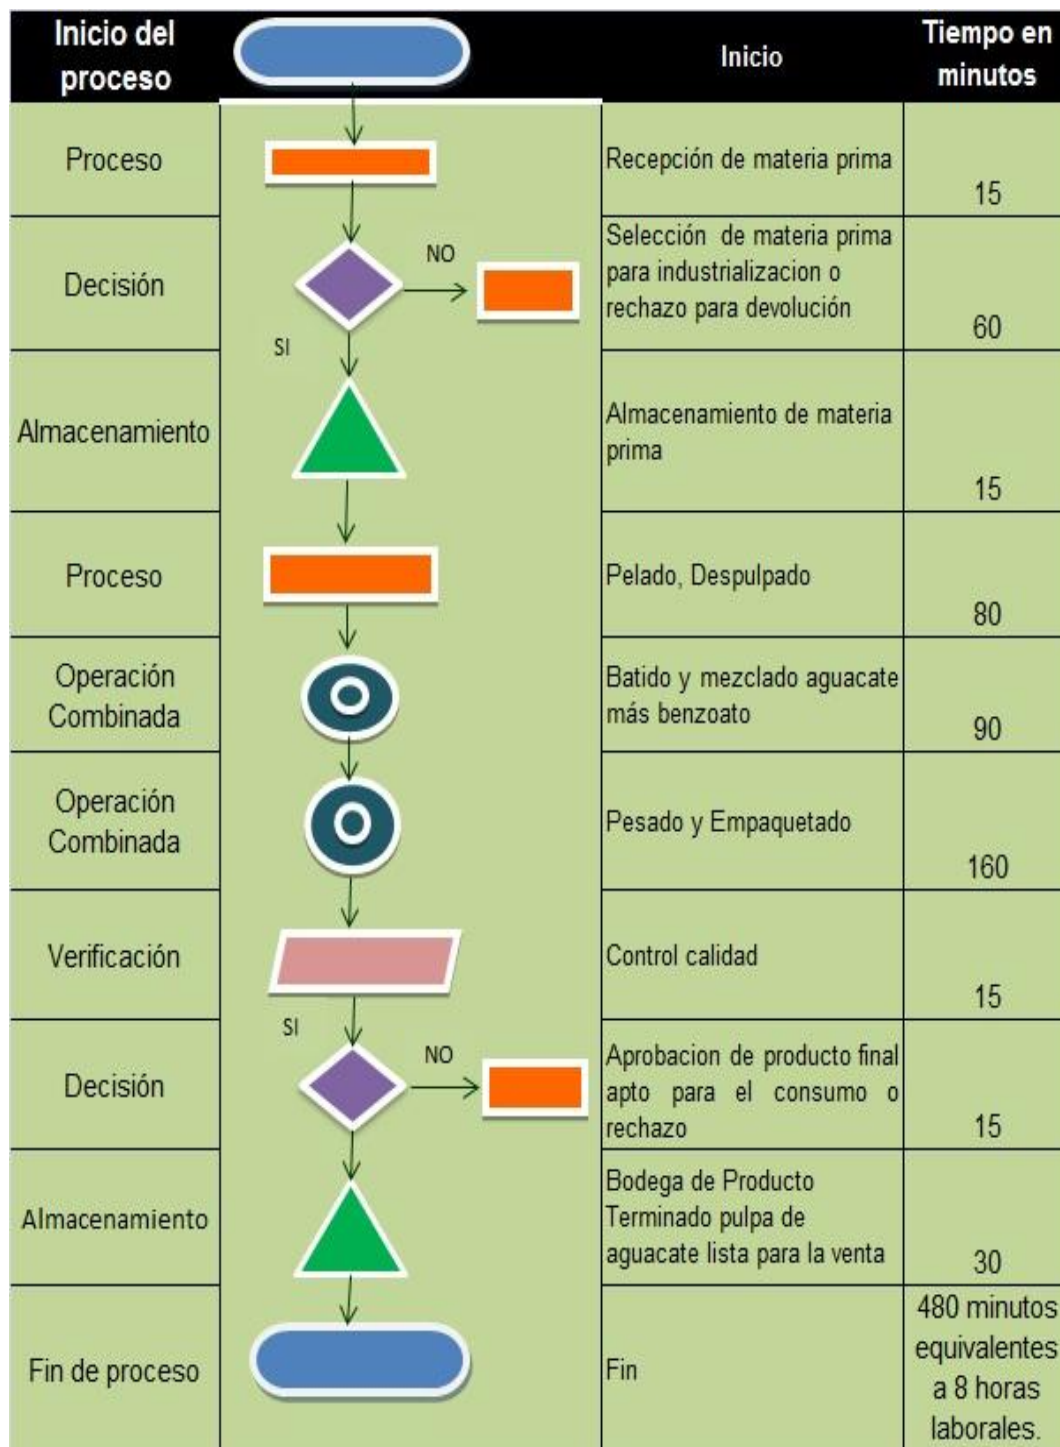 Inicio del
proceso
Inicio
Tiempo en
minutos
Proceso
Recepción de materia prima
15
Decisión
NO
SI
Selección de materia prima
para industrializacion o
rechazo para devolución
60
Almacenamiento
Almacenamiento de materia
prima
15
Proceso
Pelado, Despulpado
80
Operación
Combinada
Batido y mezclado aguacate
más benzoato
90
Operación
Combinada
Pesado y Empaquetado
160
Verificación
Control calidad
15
SI
Decisión
NO
Aprobacion de producto final
apto para el consumo o
rechazo
15
Almacenamiento
Bodega de Producto
Terminado pulpa de
aguacate lista para la venta
30
Fin de proceso
Fin
480 minutos
equivalentes
a 8 horas
laborales.